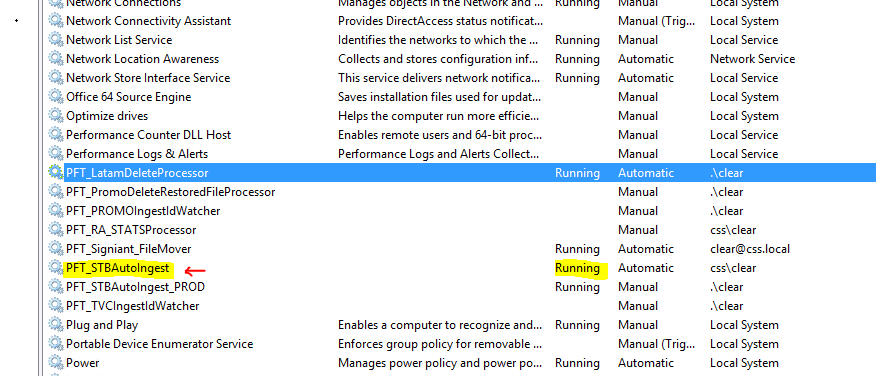 Network Connections Manages objects in the Network and... Running Manual Local System
Network Connectivity Assistant Provides DirectAccess status notificat... Manual (Trig... Local System
Network List Service Identifies the networks to which the ... Running Manual Local Service
Network Location Awareness Collects and stores configuration inf... Running Automatic Network Service
Network Store Interface Service This service delivers network notifica... Running Automatic Local Service
Office 64 Source Engine Saves installation files used for updat... Manual Local System
Optimize drives Helps the computer run more efficie... Manual Local System
Performance Counter DLL Host Enables remote users and 64-bit proc... Manual Local Service
Performance Logs & Alerts Performance Logs and Alerts Collect... Manual Local Service
PFT_LatamDeleteProcessor Running Automatic .\clear
PFT_PromoDeleteRestoredFileProcessor Manual .\clear
PFT_PROMOIngestIdWatcher Manual .\clear
PFT_RA_STATSProcessor Manual css\clear
PFT_Signiant_FileMover Running Automatic clear@css.local
PFT_STBAutoIngest Running Automatic css\clear
PFT_STBAutoIngest_PROD Running Manual .\clear
PFT_TVCIngestIdWatcher Manual .\clear
Plug and Play Enables a computer to recognize and... Running Manual Local System
Portable Device Enumerator Service Enforces group policy for removable ... Manual (Trig... Local System
Power Manages power policy and power po... Running Automatic Local System